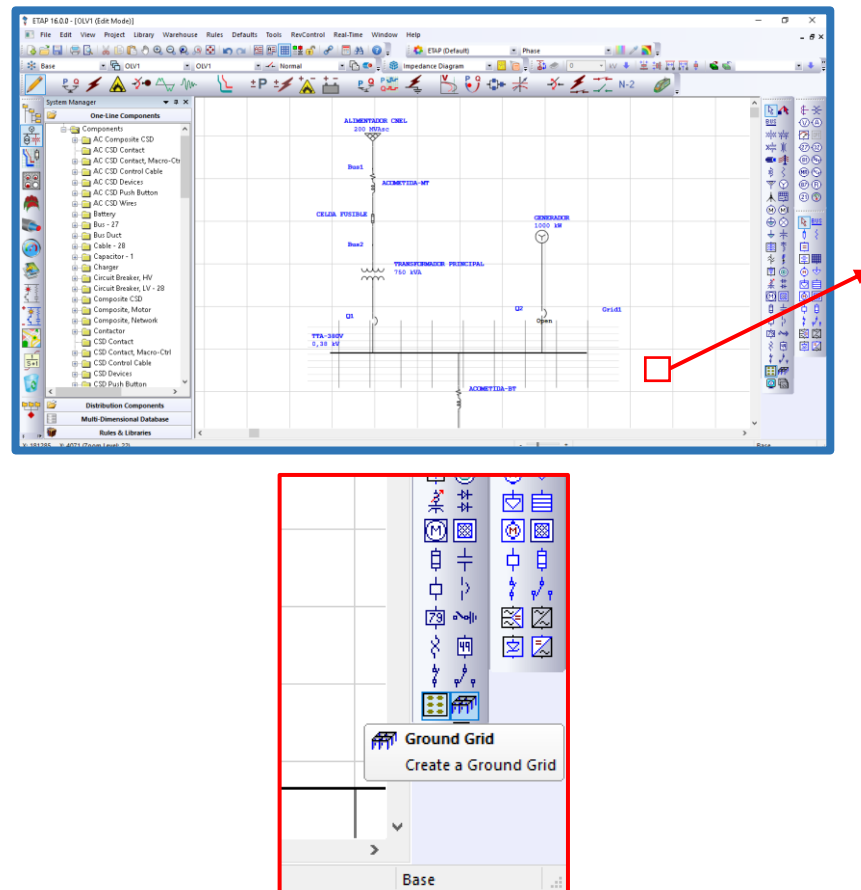 ETAP 16.0.0 - [OLV1 (Edit Mode)]
File Edit View Project Library Warehouse Rules Defaults Tools RevControl Real-Time Window Help
ETAP (Default) Phase
Base OLV1 OLV1 Normal Impedance Diagram 0
N-2
System Manager
One-Line Components
Components
AC Composite CSD
AC CSD Contact
AC CSD Contact, Macro-Ctr
AC CSD Control Cable
AC CSD Devices
AC CSD Push Button
AC CSD Wires
Battery
Bus - 27
Bus Duct
Cable - 28
Capacitor - 1
Charger
Circuit Breaker, HV
Circuit Breaker, LV - 28
Composite CSD
Composite, Motor
Composite, Network
Contactor
CSD Contact
CSD Contact, Macro-Ctrl
CSD Control Cable
CSD Devices
CSD Push Button
Distribution Components
Multi-Dimensional Database
Rules & Libraries
ALIMENTADOR CNEL
200 MVAsc
Bus1
ACOMETIDA-MT
CELDA FUSIBLE
Bus2
TRANSFORMADOR PRINCIPAL
750 kVA
GENERADOR
1000 kW
Q1
Q2
Open
Grid1
TTA-380V
0,38 kV
ACOMETIDA-BT
Base
79
49
Ground Grid
Create a Ground Grid
Base